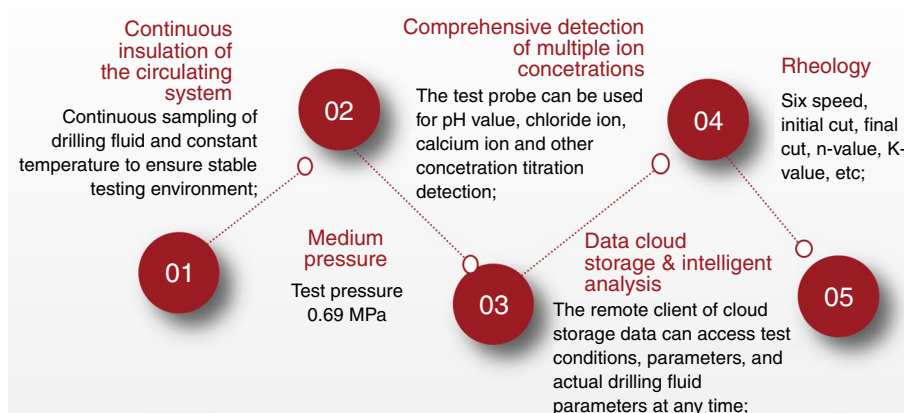 Continuous
insulation of
the circulating
system
Continuous sampling of
drilling fluid and constant
temperature to ensure stable
testing environment;
01
02
Medium
pressure
Test pressure
0.69 MPa
Comprehensive detection
of multiple ion
concetrations
The test probe can be used
for pH value, chloride ion,
calcium ion and other
concetration titration
detection;
03
04
Data cloud
storage & intelligent
analysis
The remote client of cloud
storage data can access test
conditions, parameters, and
actual drilling fluid
parameters at any time;
Rheology
Six speed,
initial cut, final
cut, n-value, K-
value, etc;
05